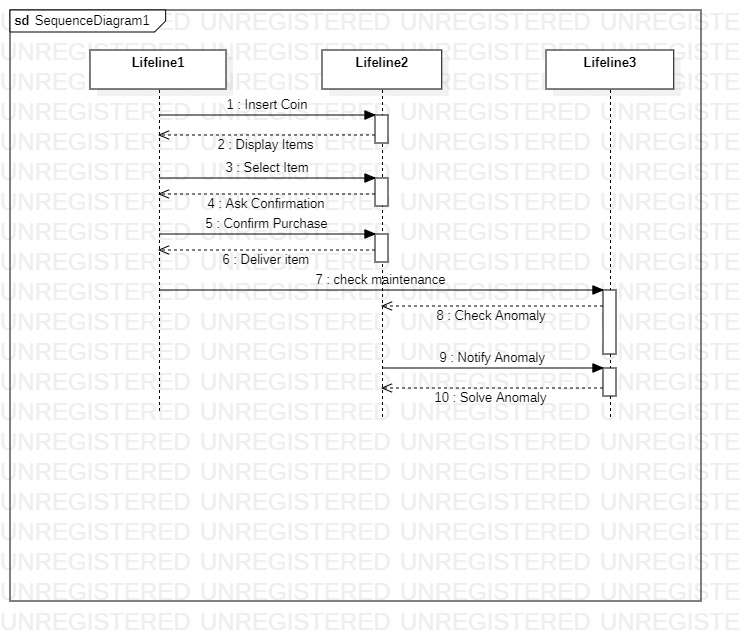 sd SequenceDiagram1
Lifeline1
Lifeline2
Lifeline3
1 : Insert Coin
2 : Display Items
3 : Select Item
4 : Ask Confirmation
5 : Confirm Purchase
6 : Deliver item
7 : check maintenance
8 : Check Anomaly
9 : Notify Anomaly
10 : Solve Anomaly
UNREGISTERED UNREGISTERED UNREGISTERED UNREGISTERED